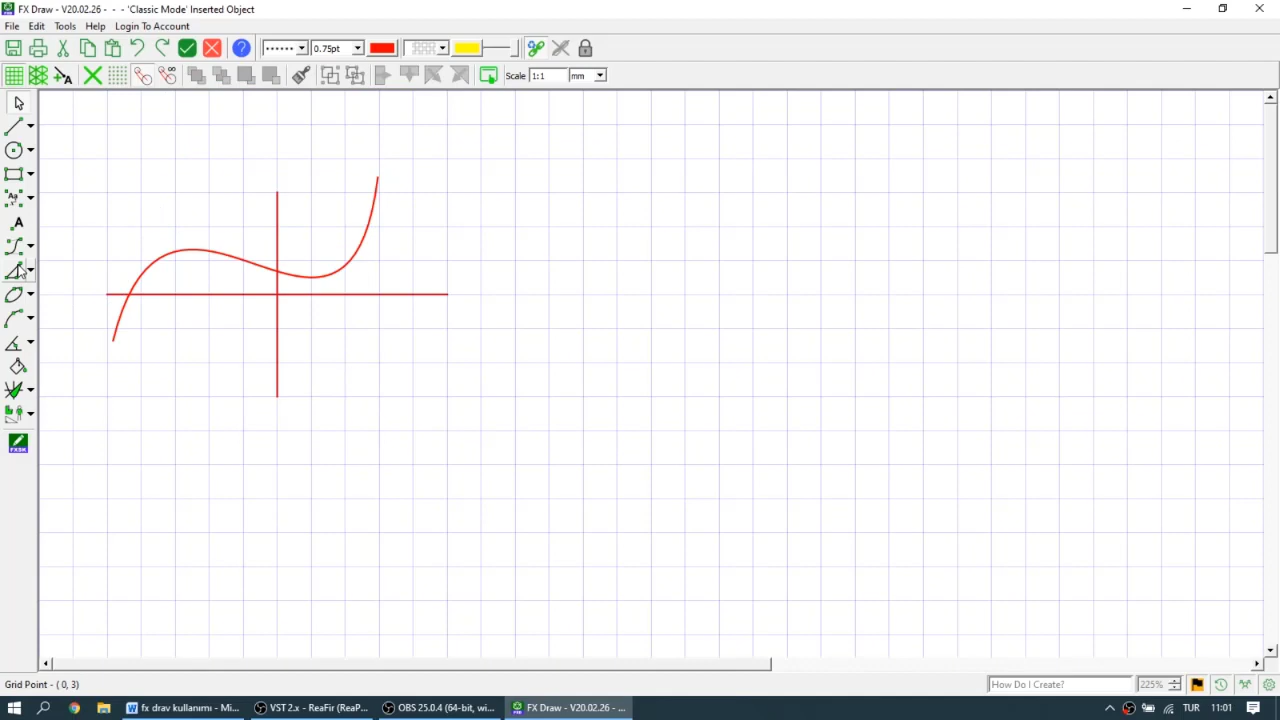 FX Draw - V20.02.26 - - - 'Classic Mode' Inserted Object
File Edit Tools Help Login To Account
0.75pt
A Scale 1:1 mm
Ag
A
FX3H
Grid Point - ( 0, 3) How Do I Create? 225%
fx drav kullanımı - Mi... VST 2.x - ReaFir (ReaP... OBS 25.0.4 (64-bit, wi... FX Draw - V20.02.26 - ... TUR 11:01